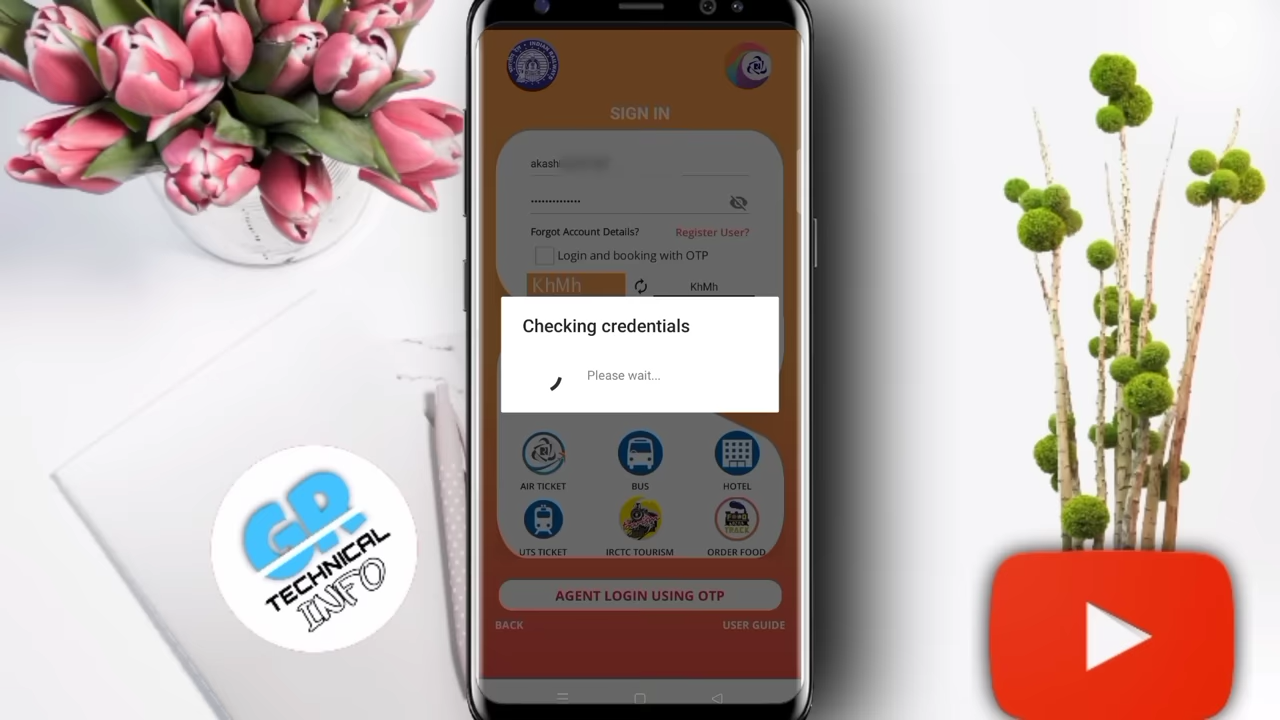 SIGN IN
akash
Forgot Account Details?
Register User?
Login and booking with OTP
KhMh
KhMh
Checking credentials
Please wait...
AIR TICKET
BUS
HOTEL
UTS TICKET
IRCTC TOURISM
ORDER FOOD
AGENT LOGIN USING OTP
BACK
USER GUIDE
GR
TECHNICAL
INFO